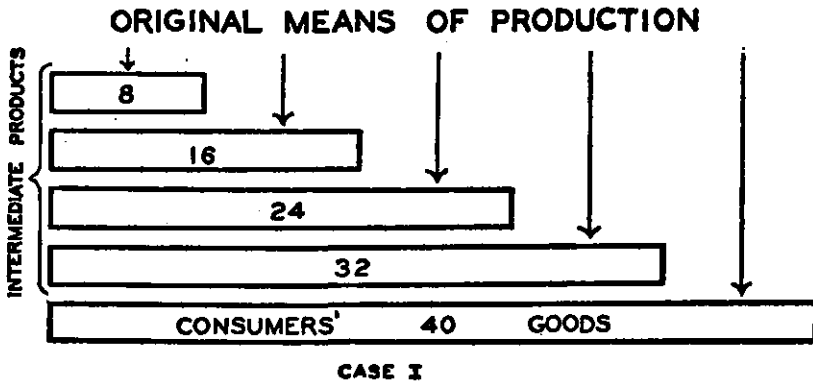 ORIGINAL MEANS OF PRODUCTION
INTERMEDIATE PRODUCTS
8
16
24
32
CONSUMERS' 40 GOODS
CASE I